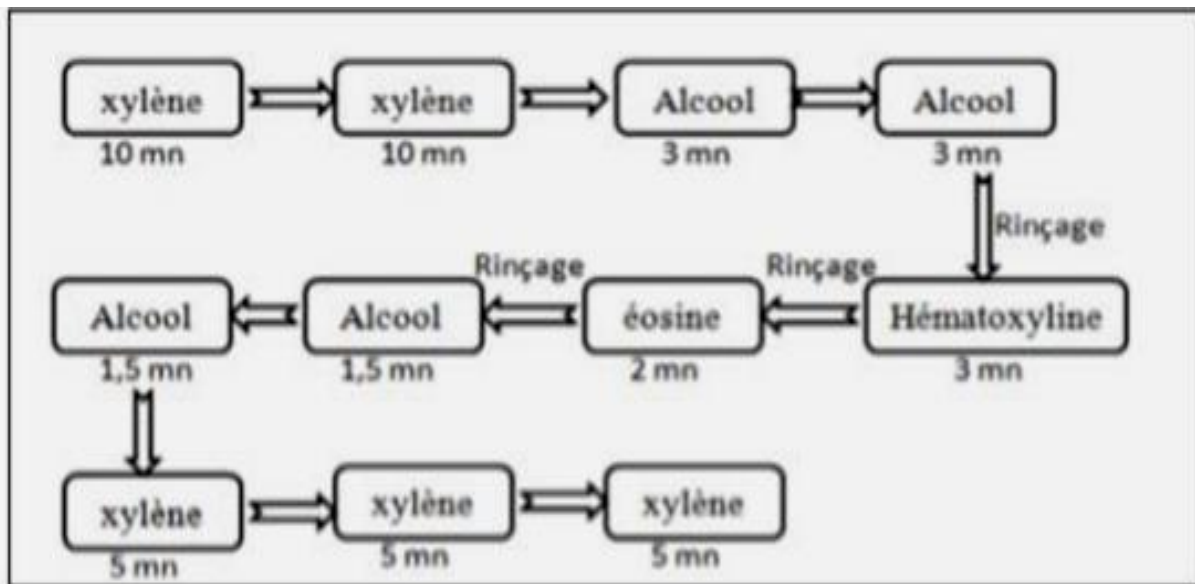 xylène xylène Alcool Alcool
10 mn 10 mn 3 mn 3 mn
Rinçage
Rinçage Rinçage
Alcool Alcool éosine Hématoxyline
1,5 mn 1,5 mn 2 mn 3 mn
xylène xylène xylène
5 mn 5 mn 5 mn